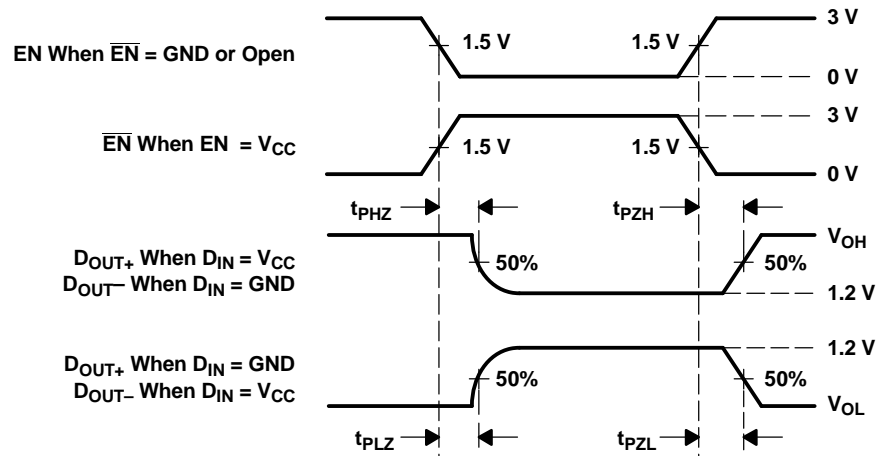 3 V
EN When E̅N̅ = GND or Open
1.5 V
1.5 V
0 V
3 V
E̅N̅ When EN = VCC
1.5 V
1.5 V
0 V
tPHZ
tPZH
VOH
DOUT+ When DIN = VCC
50%
50%
DOUT– When DIN = GND
1.2 V
1.2 V
DOUT+ When DIN = GND
50%
50%
DOUT– When DIN = VCC
VOL
tPLZ
tPZL